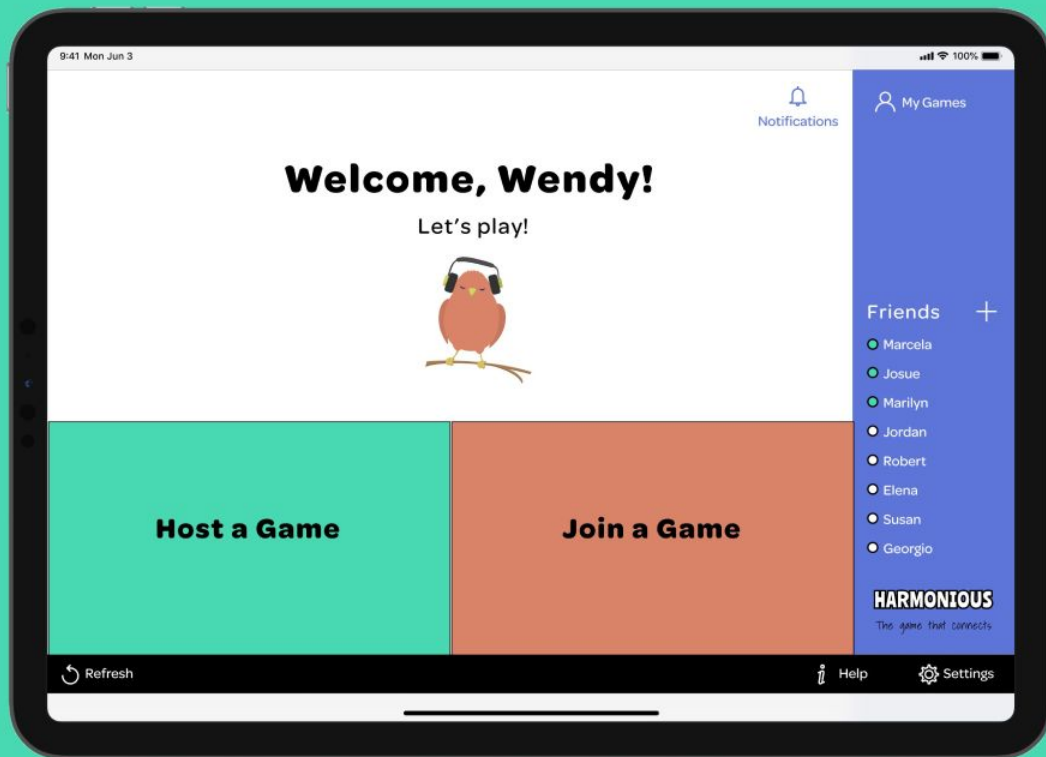 9:41 Mon Jun 3
100%
Notifications
My Games
Welcome, Wendy!
Let's play!
Friends
Marcela
Josue
Marilyn
Jordan
Robert
Elena
Susan
Georgio
Host a Game
Join a Game
HARMONIOUS
The game that connects
Refresh
Help
Settings